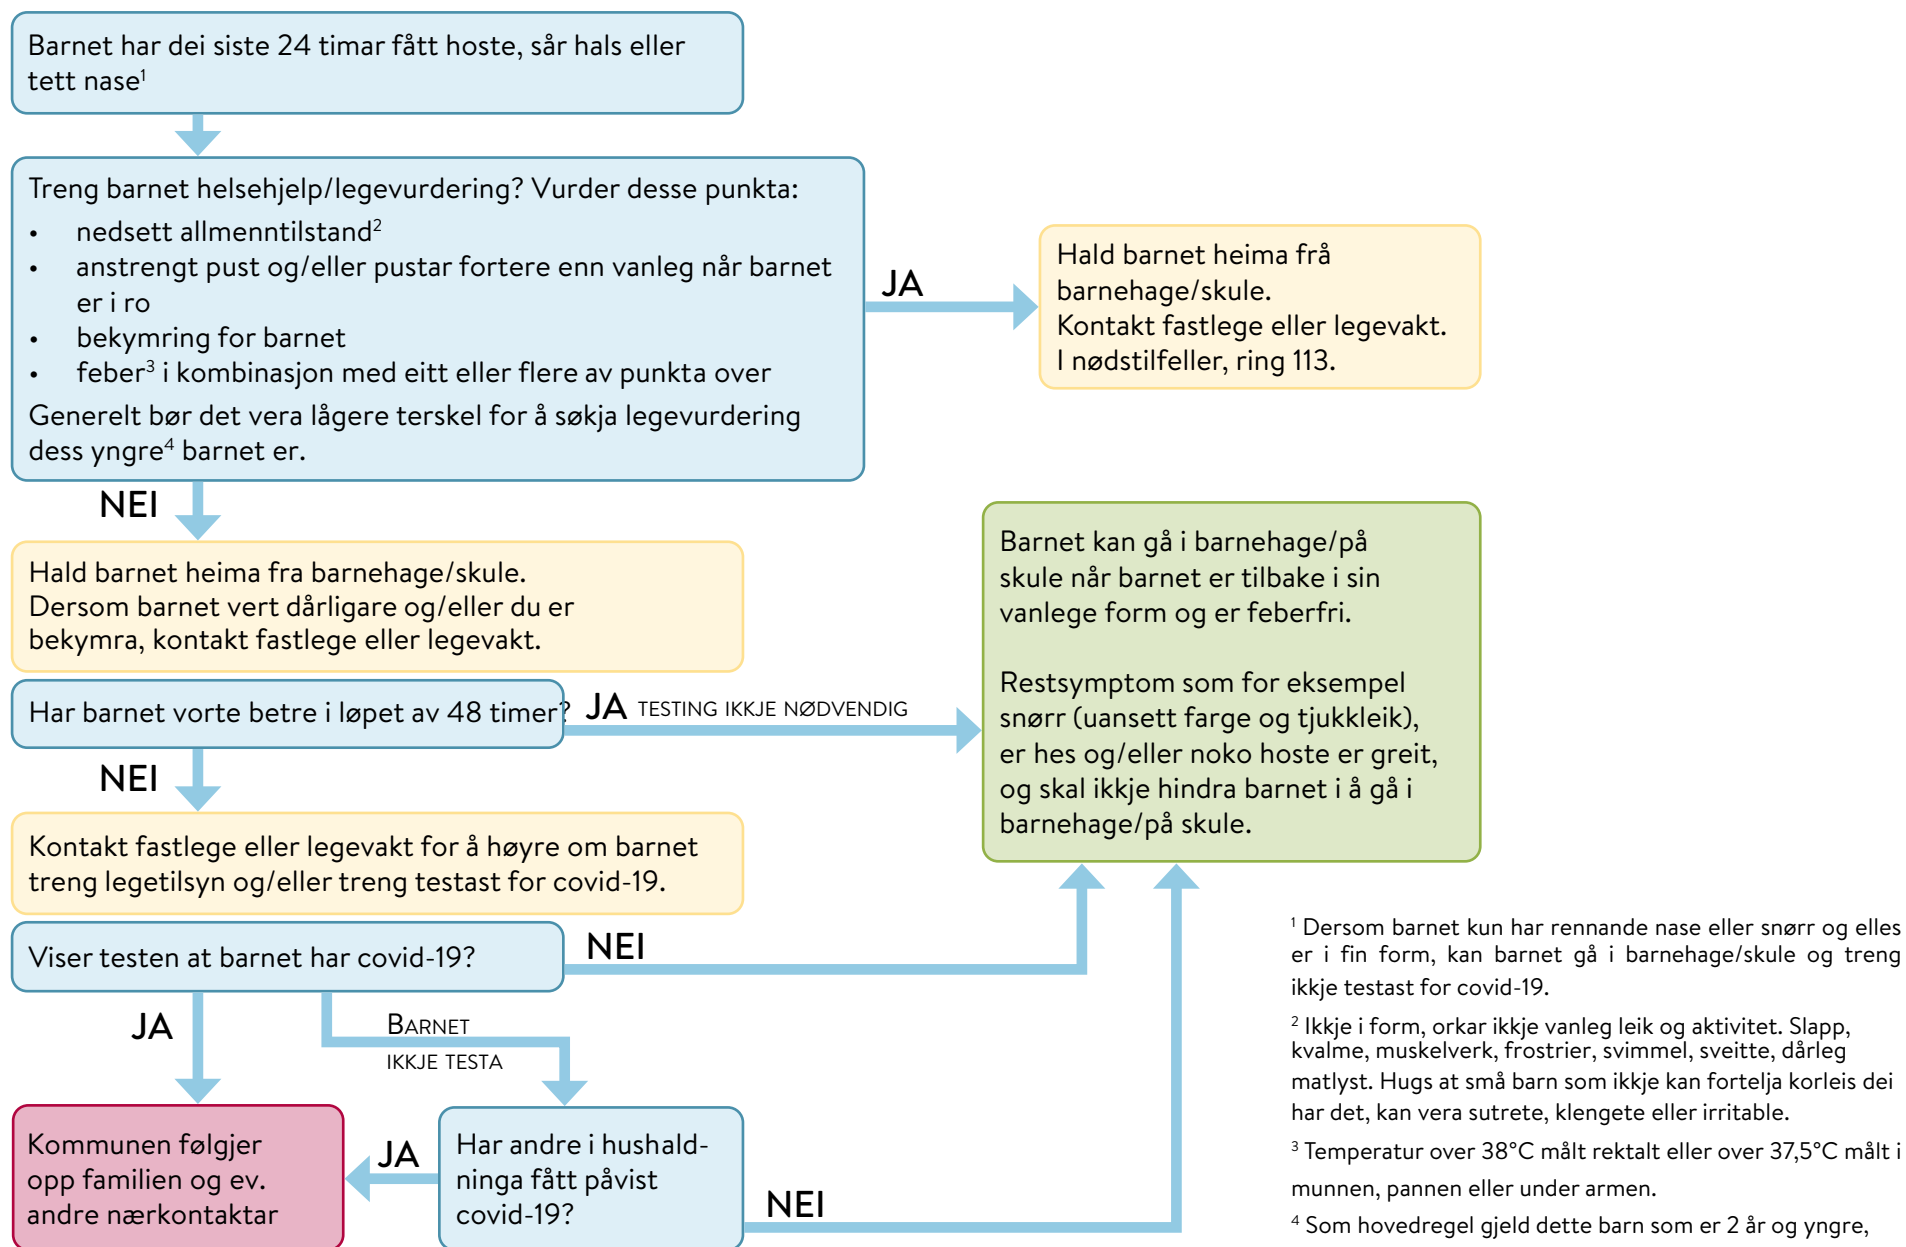 Barnet har dei siste 24 timar fått hoste, sår hals eller
tett nase¹
Treng barnet helsehjelp/legevurdering? Vurder desse punkta:
• nedsett allmenntilstand²
• anstrengt pust og/eller pustar fortere enn vanleg når barnet
er i ro
• bekymring for barnet
• feber³ i kombinasjon med eitt eller flere av punkta over
Generelt bør det vera lågere terskel for å søkja legevurdering
dess yngre⁴ barnet er.
JA
Hald barnet heima frå
barnehage/skule.
Kontakt fastlege eller legevakt.
I nødstilfeller, ring 113.
NEI
Hald barnet heima fra barnehage/skule.
Dersom barnet vert dårligare og/eller du er
bekymra, kontakt fastlege eller legevakt.
Har barnet vorte betre i løpet av 48 timer?
JA TESTING IKKJE NØDVENDIG
Barnet kan gå i barnehage/på
skule når barnet er tilbake i sin
vanlege form og er feberfri.
Restsymptom som for eksempel
snørr (uansett farge og tjukkleik),
er hes og/eller noko hoste er greit,
og skal ikkje hindra barnet i å gå i
barnehage/på skule.
NEI
Kontakt fastlege eller legevakt for å høyre om barnet
treng legetilsyn og/eller treng testast for covid-19.
Viser testen at barnet har covid-19?
NEI
JA
BARNET
IKKJE TESTA
Kommunen følgjer
opp familien og ev.
andre nærkontaktar
JA
Har andre i hushald-
ninga fått påvist
covid-19?
NEI
¹ Dersom barnet kun har rennande nase eller snørr og elles
er i fin form, kan barnet gå i barnehage/skule og treng
ikkje testast for covid-19.
² Ikkje i form, orkar ikkje vanleg leik og aktivitet. Slapp,
kvalme, muskelverk, frostrier, svimmel, sveitte, dårleg
matlyst. Hugs at små barn som ikkje kan fortelja korleis dei
har det, kan vera sutrete, klengete eller irritable.
³ Temperatur over 38°C målt rektalt eller over 37,5°C målt i
munnen, pannen eller under armen.
⁴ Som hovedregel gjeld dette barn som er 2 år og yngre,